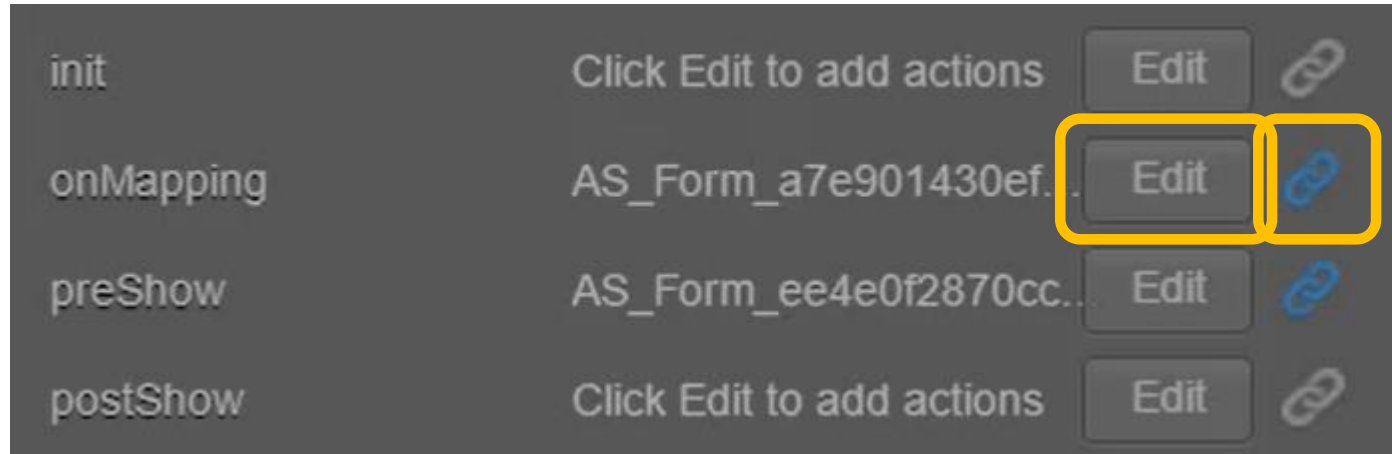 init Click Edit to add actions Edit
onMapping AS_Form_a7e901430ef... Edit
preShow AS_Form_ee4e0f2870cc... Edit
postShow Click Edit to add actions Edit